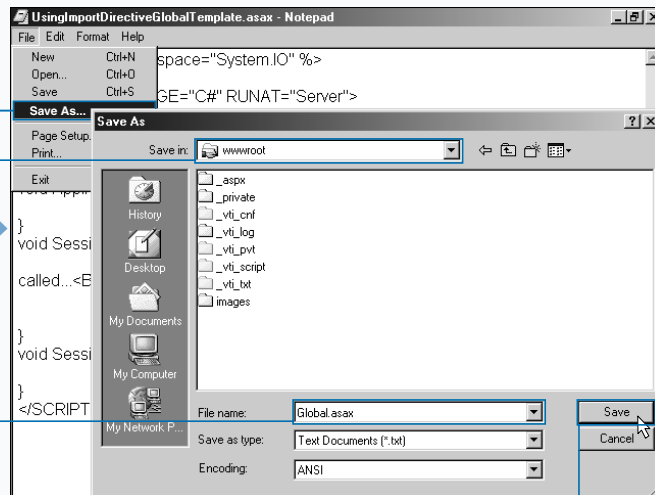 UsingImportDirectiveGlobalTemplate.asax - Notepad
File Edit Format Help
New Ctrl+N
Open... Ctrl+O
Save Ctrl+S
Save As...
Page Setup.
Print...
Exit
space="System.IO" %>
GE="C#" RUNAT="Server">
}
void Sessi
called...<B
}
void Sessi
}
</SCRIPT
Save As
Save in: wwwroot
History
Desktop
My Documents
My Computer
My Network P...
_aspx
_private
_vti_cnf
_vti_log
_vti_pvt
_vti_script
_vti_txt
images
File name: Global.asax
Save
Save as type: Text Documents (*.txt)
Cancel
Encoding: ANSI